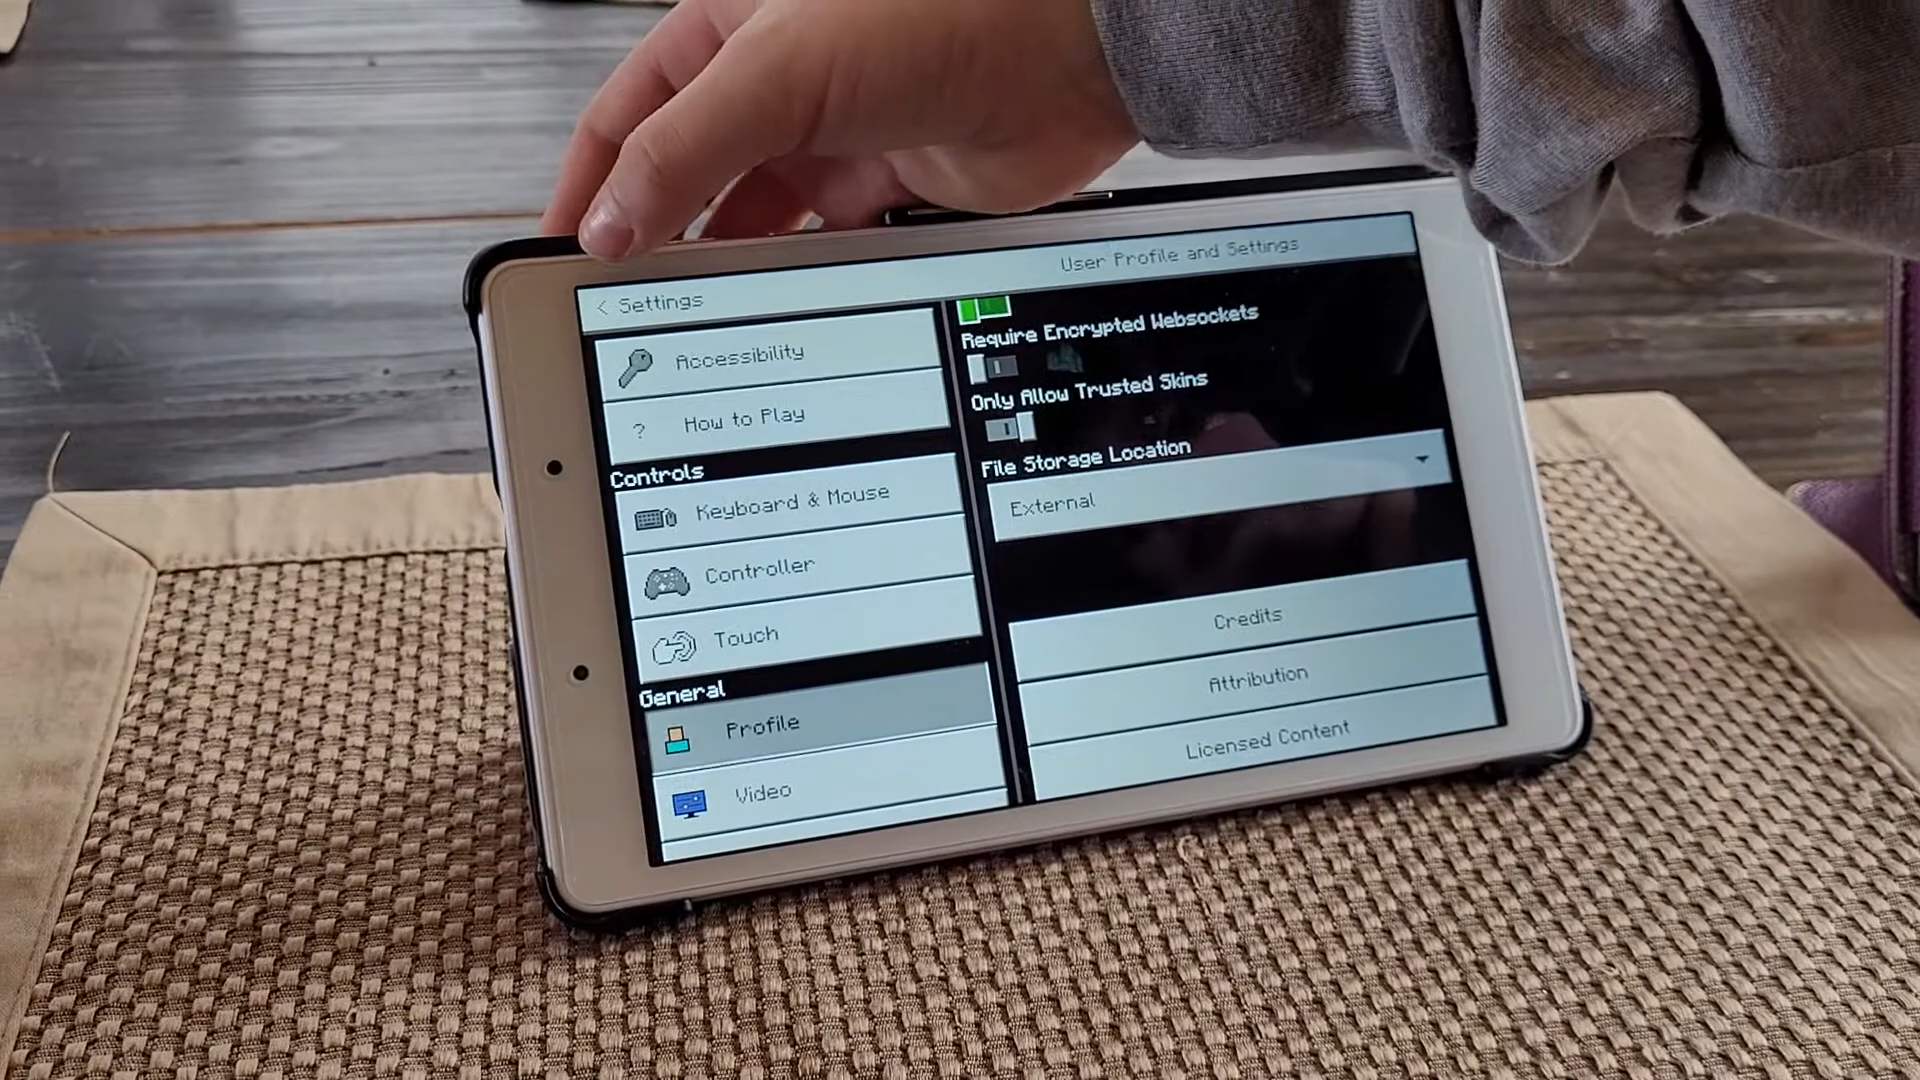 < Settings
User Profile and Settings
Accessibility
? How to Play
Controls
Keyboard & Mouse
Controller
Touch
General
Profile
Video
Require Encrypted Websockets
Only Allow Trusted Skins
File Storage Location
External
Credits
Attribution
Licensed Content